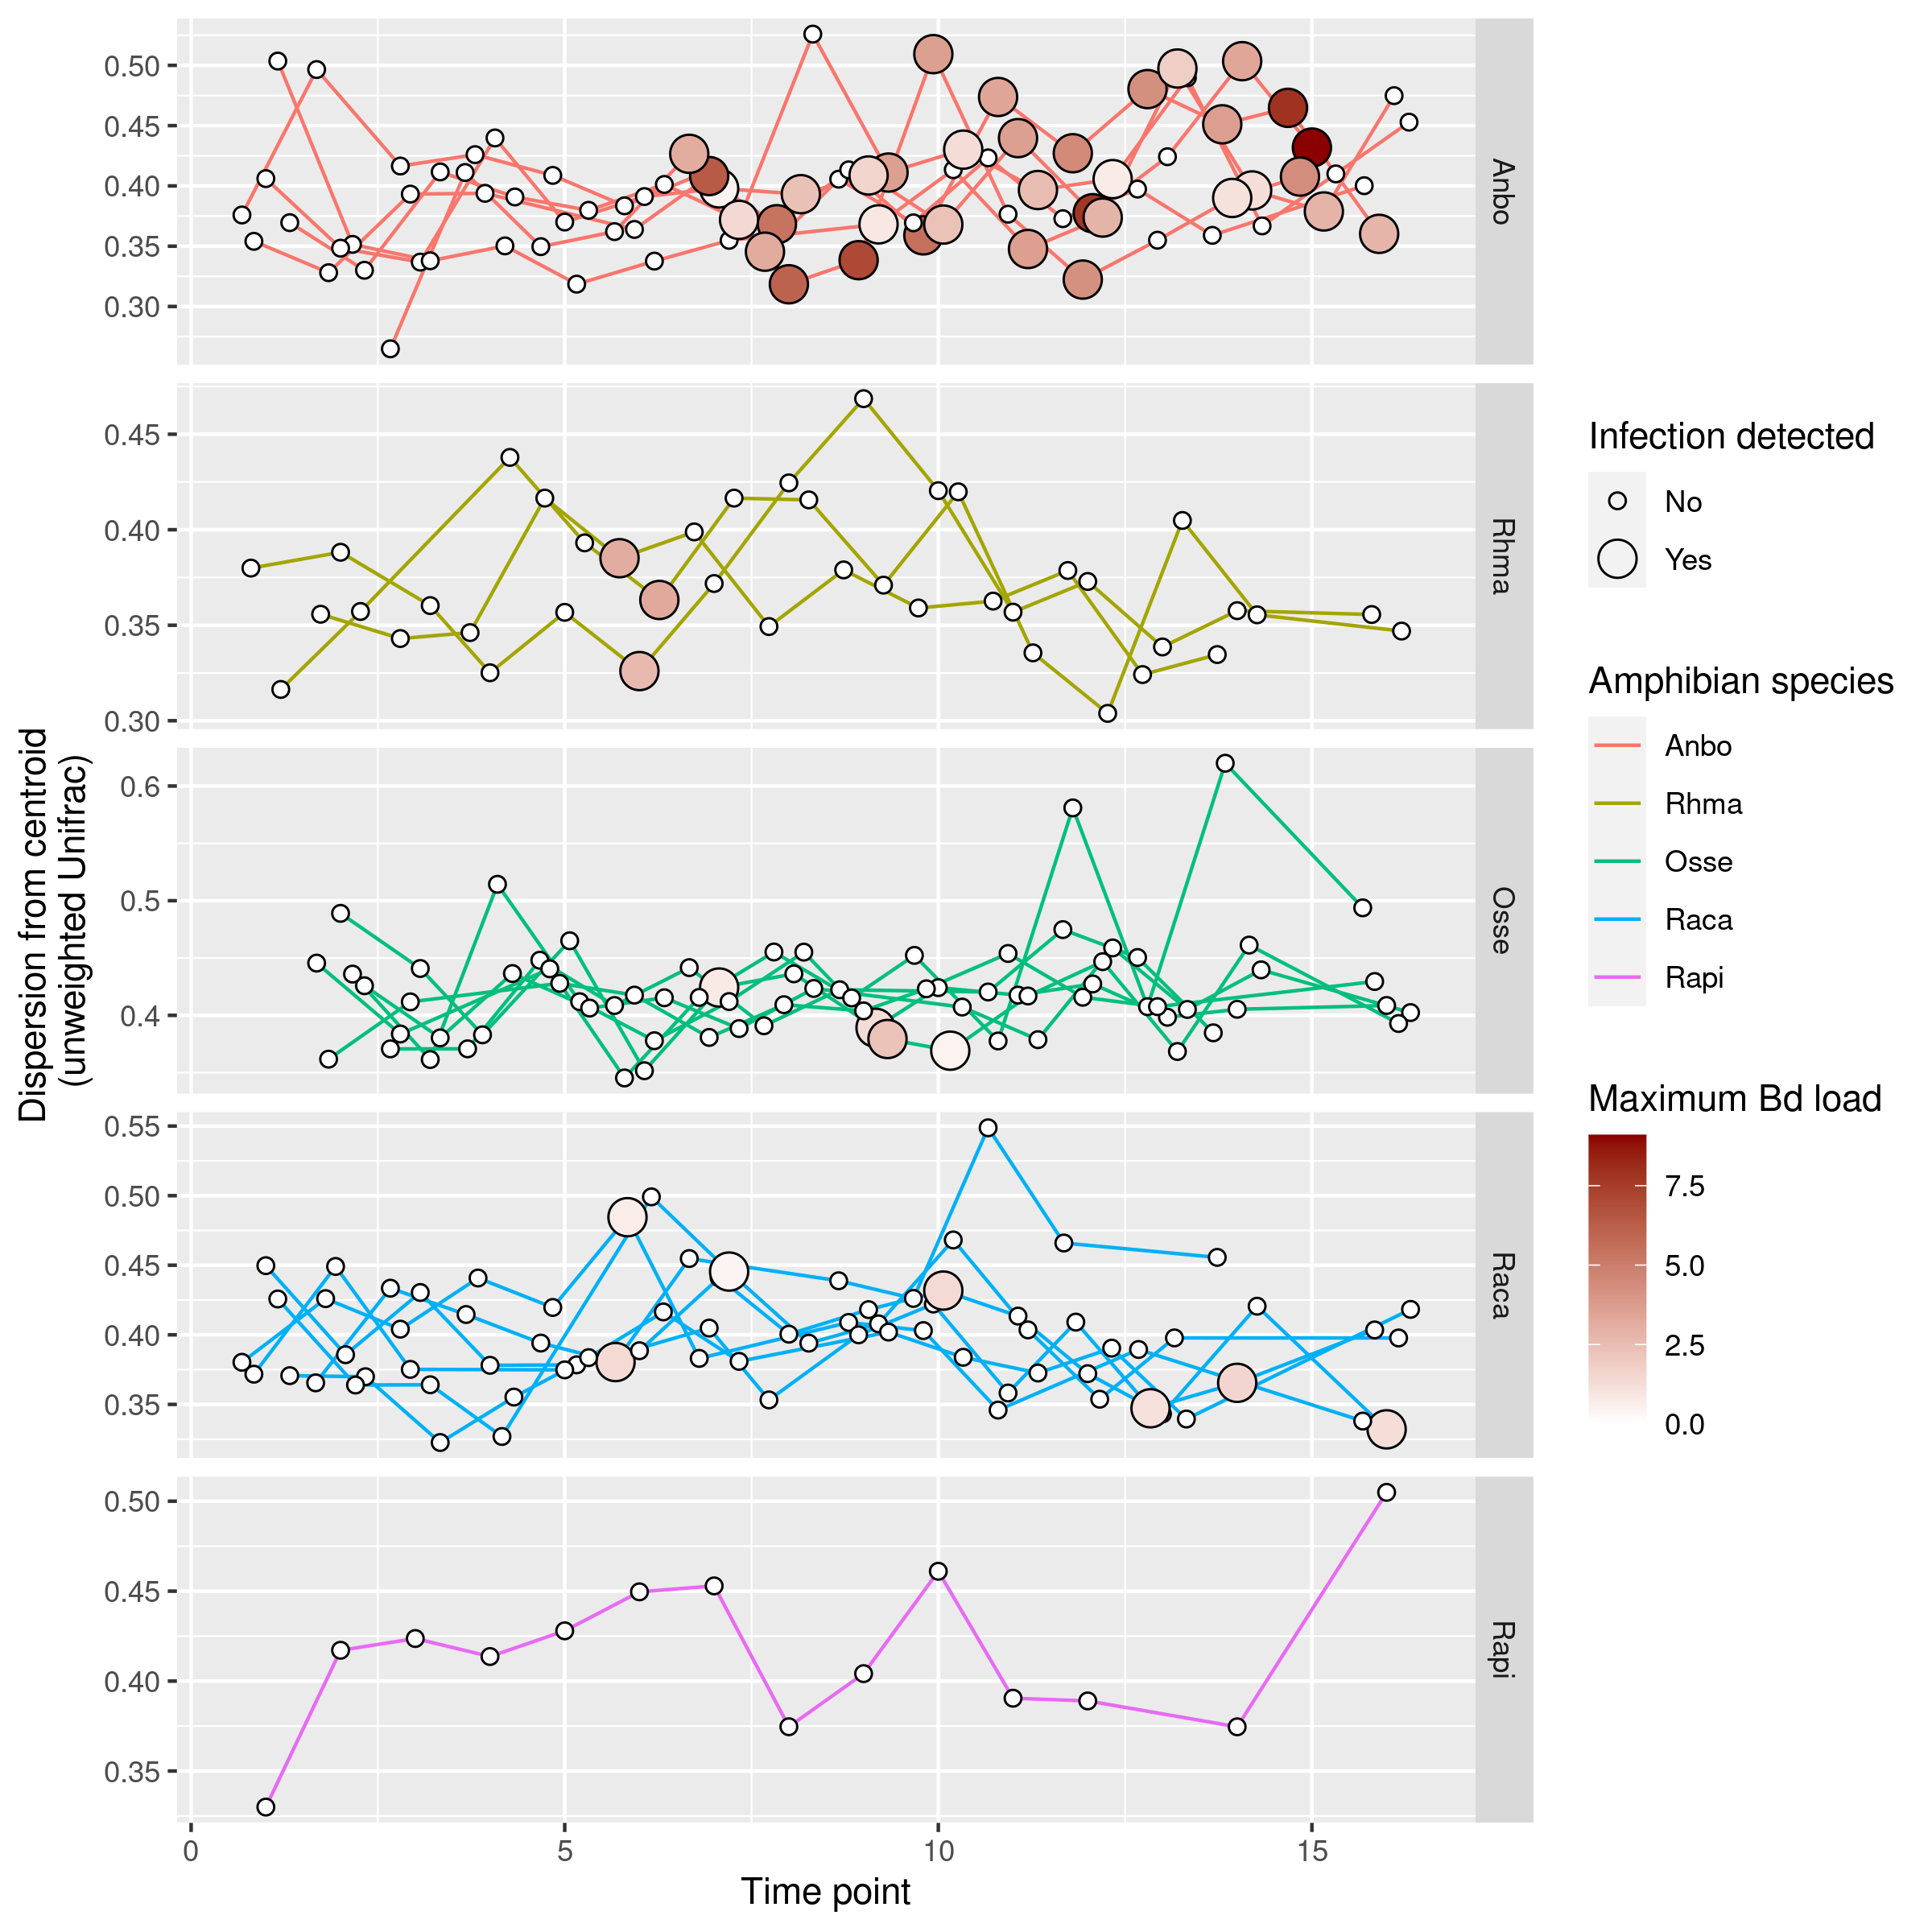 Dispersion from centroid
(unweighted Unifrac)
0.50
0.45
0.40
0.35
0.30
Anbo
0.45
0.40
0.35
0.30
Rhma
0.6
0.5
0.4
Osse
0.55
0.50
0.45
0.40
0.35
Raca
0.50
0.45
0.40
0.35
Rapi
0
5
10
15
Time point
Infection detected
No
Yes
Amphibian species
Anbo
Rhma
Osse
Raca
Rapi
Maximum Bd load
7.5
5.0
2.5
0.0